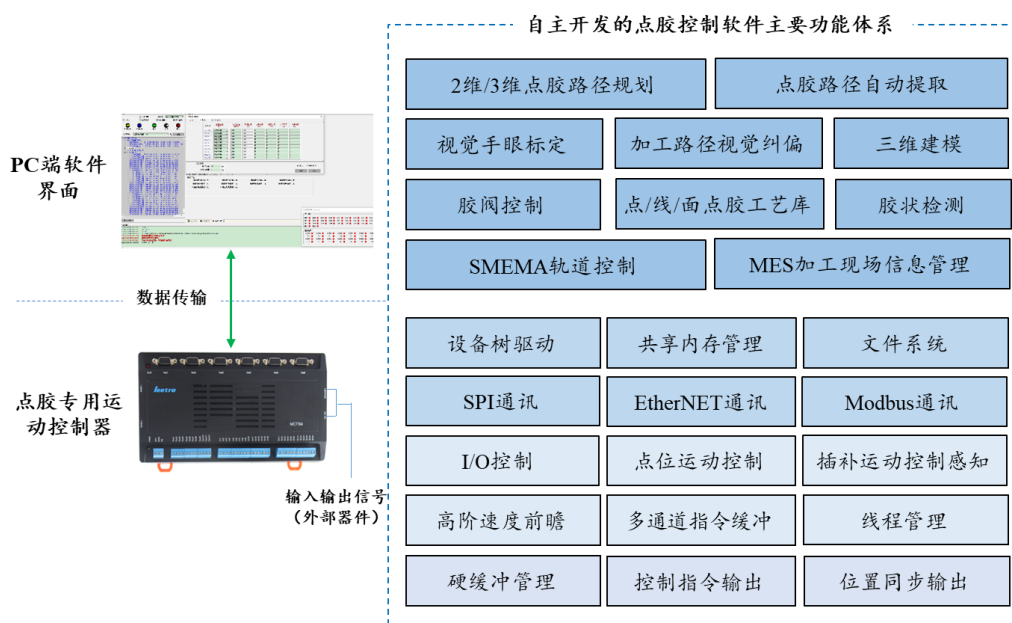 自主开发的点胶控制软件主要功能体系
2维/3维点胶路径规划
点胶路径自动提取
视觉手眼标定
加工路径视觉纠偏
三维建模
胶阀控制
点/线/面点胶工艺库
胶状检测
SMEMA轨道控制
MES加工现场信息管理
PC端软件
界面
数据传输
设备树驱动
共享内存管理
文件系统
SPI通讯
EtherNET通讯
Modbus通讯
I/O控制
点位运动控制
插补运动控制感知
高阶速度前瞻
多通道指令缓冲
线程管理
硬缓冲管理
控制指令输出
位置同步输出
点胶专用运
动控制器
输入输出信号
（外部器件）